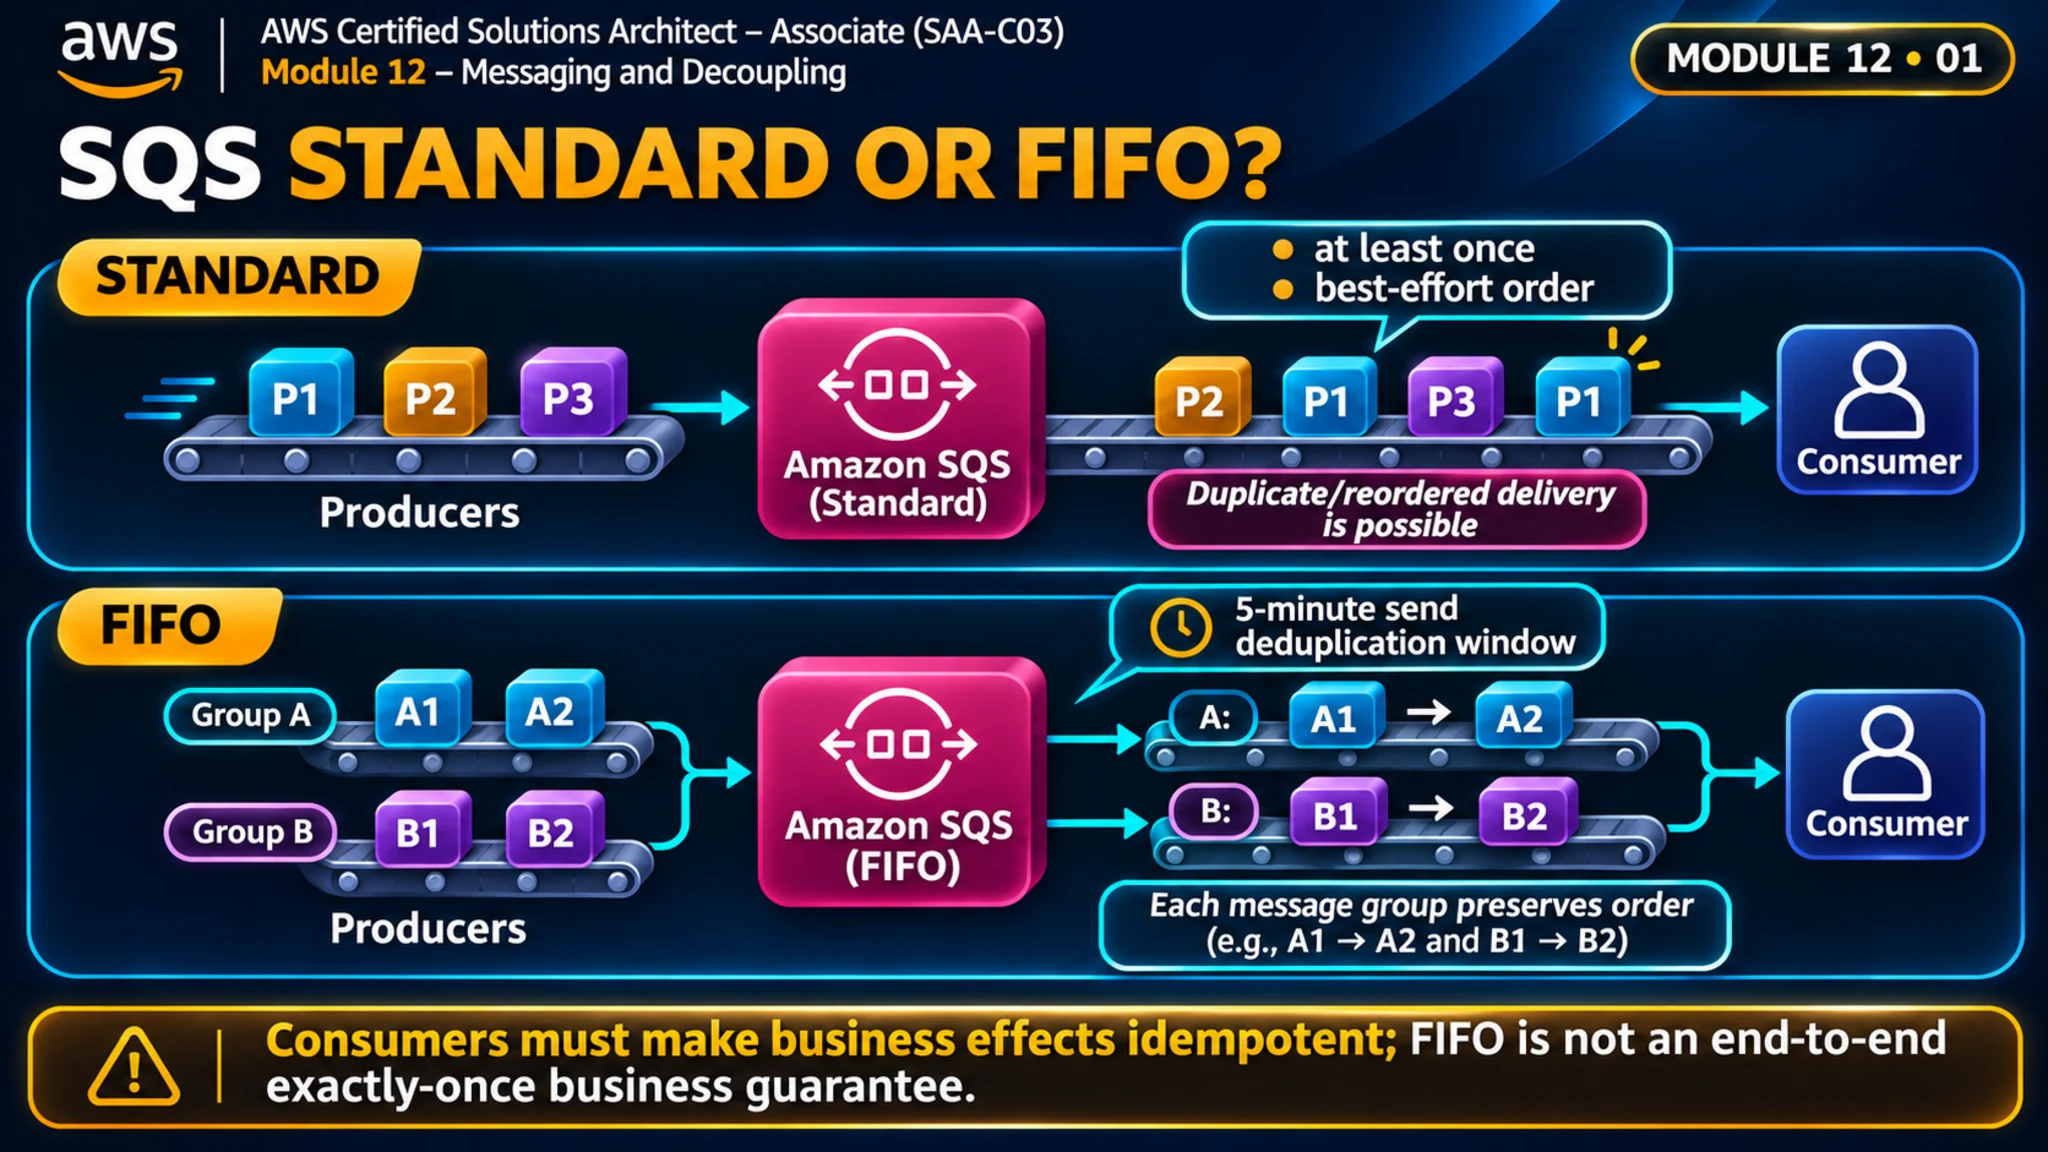 aws
AWS Certified Solutions Architect – Associate (SAA-C03)
Module 12 – Messaging and Decoupling
MODULE 12 • 01
SQS STANDARD OR FIFO?
STANDARD
• at least once
• best-effort order
P1 P2 P3
Producers
Amazon SQS
(Standard)
P2 P1 P3 P1
Duplicate/reordered delivery
is possible
Consumer
FIFO
5-minute send
deduplication window
Group A
A1 A2
Group B
B1 B2
Producers
Amazon SQS
(FIFO)
A: A1 → A2
B: B1 → B2
Each message group preserves order
(e.g., A1 → A2 and B1 → B2)
Consumer
Consumers must make business effects idempotent; FIFO is not an end-to-end
exactly-once business guarantee.